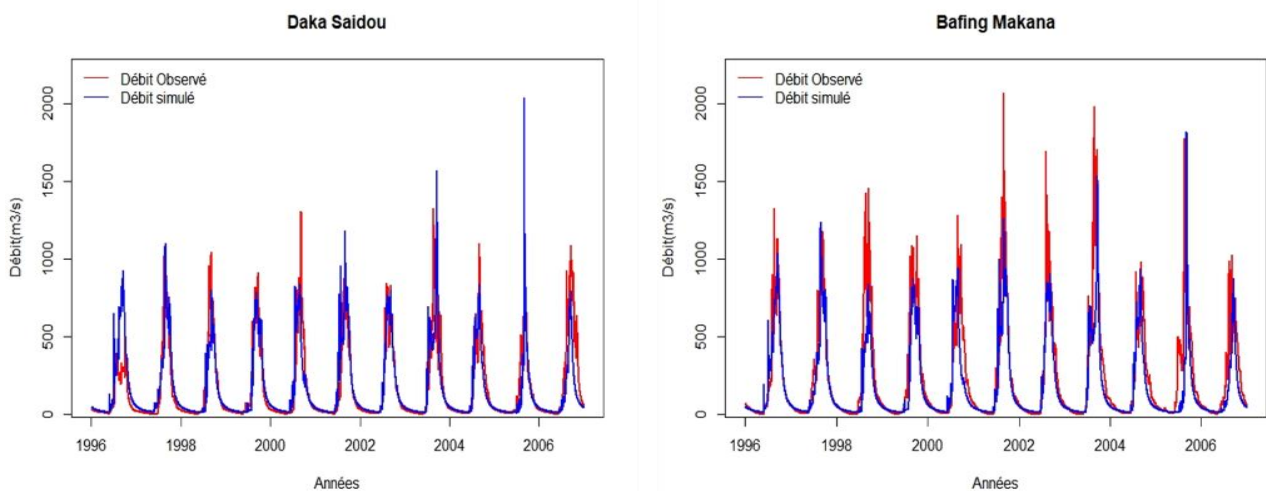 Daka Saidou
Débit Observé
Débit simulé
Débit(m3/s)
2000
1500
1000
500
0
1996
1998
2000
2002
2004
2006
Années
Bafing Makana
Débit Observé
Débit simulé
Débit(m3/s)
2000
1500
1000
500
0
1996
1998
2000
2002
2004
2006
Années